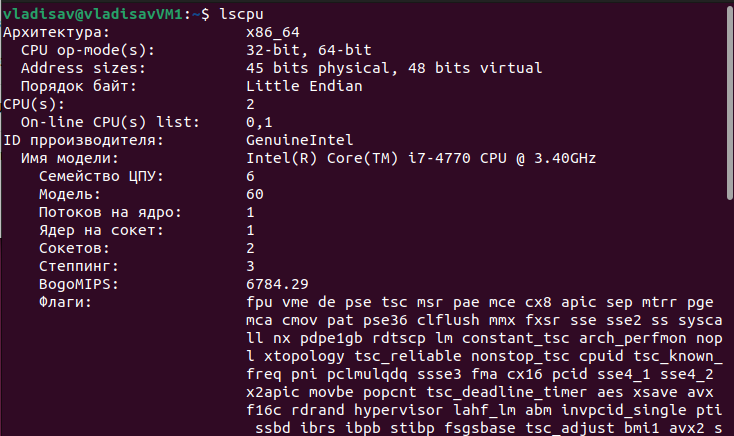 vladisav@vladisavVM1:~$ lscpu
Архитектура: x86_64
CPU op-mode(s): 32-bit, 64-bit
Address sizes: 45 bits physical, 48 bits virtual
Порядок байт: Little Endian
CPU(s): 2
On-line CPU(s) list: 0,1
ID прроизводителя: GenuineIntel
Имя модели: Intel(R) Core(TM) i7-4770 CPU @ 3.40GHz
Семейство ЦПУ: 6
Модель: 60
Потоков на ядро: 1
Ядер на сокет: 1
Сокетов: 2
Степпинг: 3
BogoMIPS: 6784.29
Флаги: fpu vme de pse tsc msr pae mce cx8 apic sep mtrr pge
mca cmov pat pse36 clflush mmx fxsr sse sse2 ss sysca
ll nx pdpe1gb rdtscp lm constant_tsc arch_perfmon nop
l xtopology tsc_reliable nonstop_tsc cpuid tsc_known_
freq pni pclmulqdq ssse3 fma cx16 pcid sse4_1 sse4_2
x2apic movbe popcnt tsc_deadline_timer aes xsave avx
f16c rdrand hypervisor lahf_lm abm invpcid_single pti
ssbd ibrs ibpb stibp fsgsbase tsc_adjust bmi1 avx2 s